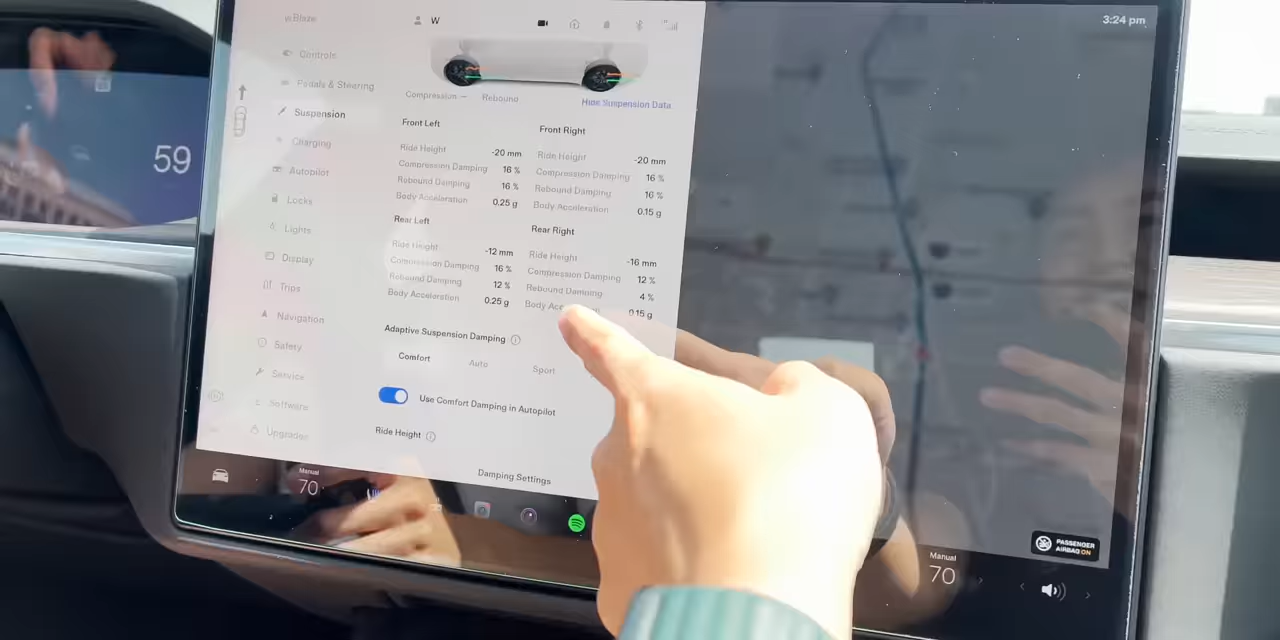 59
Blaze
Controls
Pedals & Steering
Suspension
Charging
Autopilot
Locks
Lights
Display
Trips
Navigation
Safety
Service
Software
Upgrades
W
3:24 pm
Compression Rebound
Hide Suspension Data
Front Left
Ride Height -20 mm
Compression Damping 16 %
Rebound Damping 16 %
Body Acceleration 0.25 g
Front Right
Ride Height -20 mm
Compression Damping 16 %
Rebound Damping 16 %
Body Acceleration 0.15 g
Rear Left
Ride Height -12 mm
Compression Damping 16 %
Rebound Damping 12 %
Body Acceleration 0.25 g
Rear Right
Ride Height -16 mm
Compression Damping 12 %
Rebound Damping 4 %
Body 0.15 g
Adaptive Suspension Damping
Comfort Auto Sport
Use Comfort Damping in Autopilot
Ride Height
Damping Settings
Manual
70
Manual
70
PASSENGER
AIRBAG ON